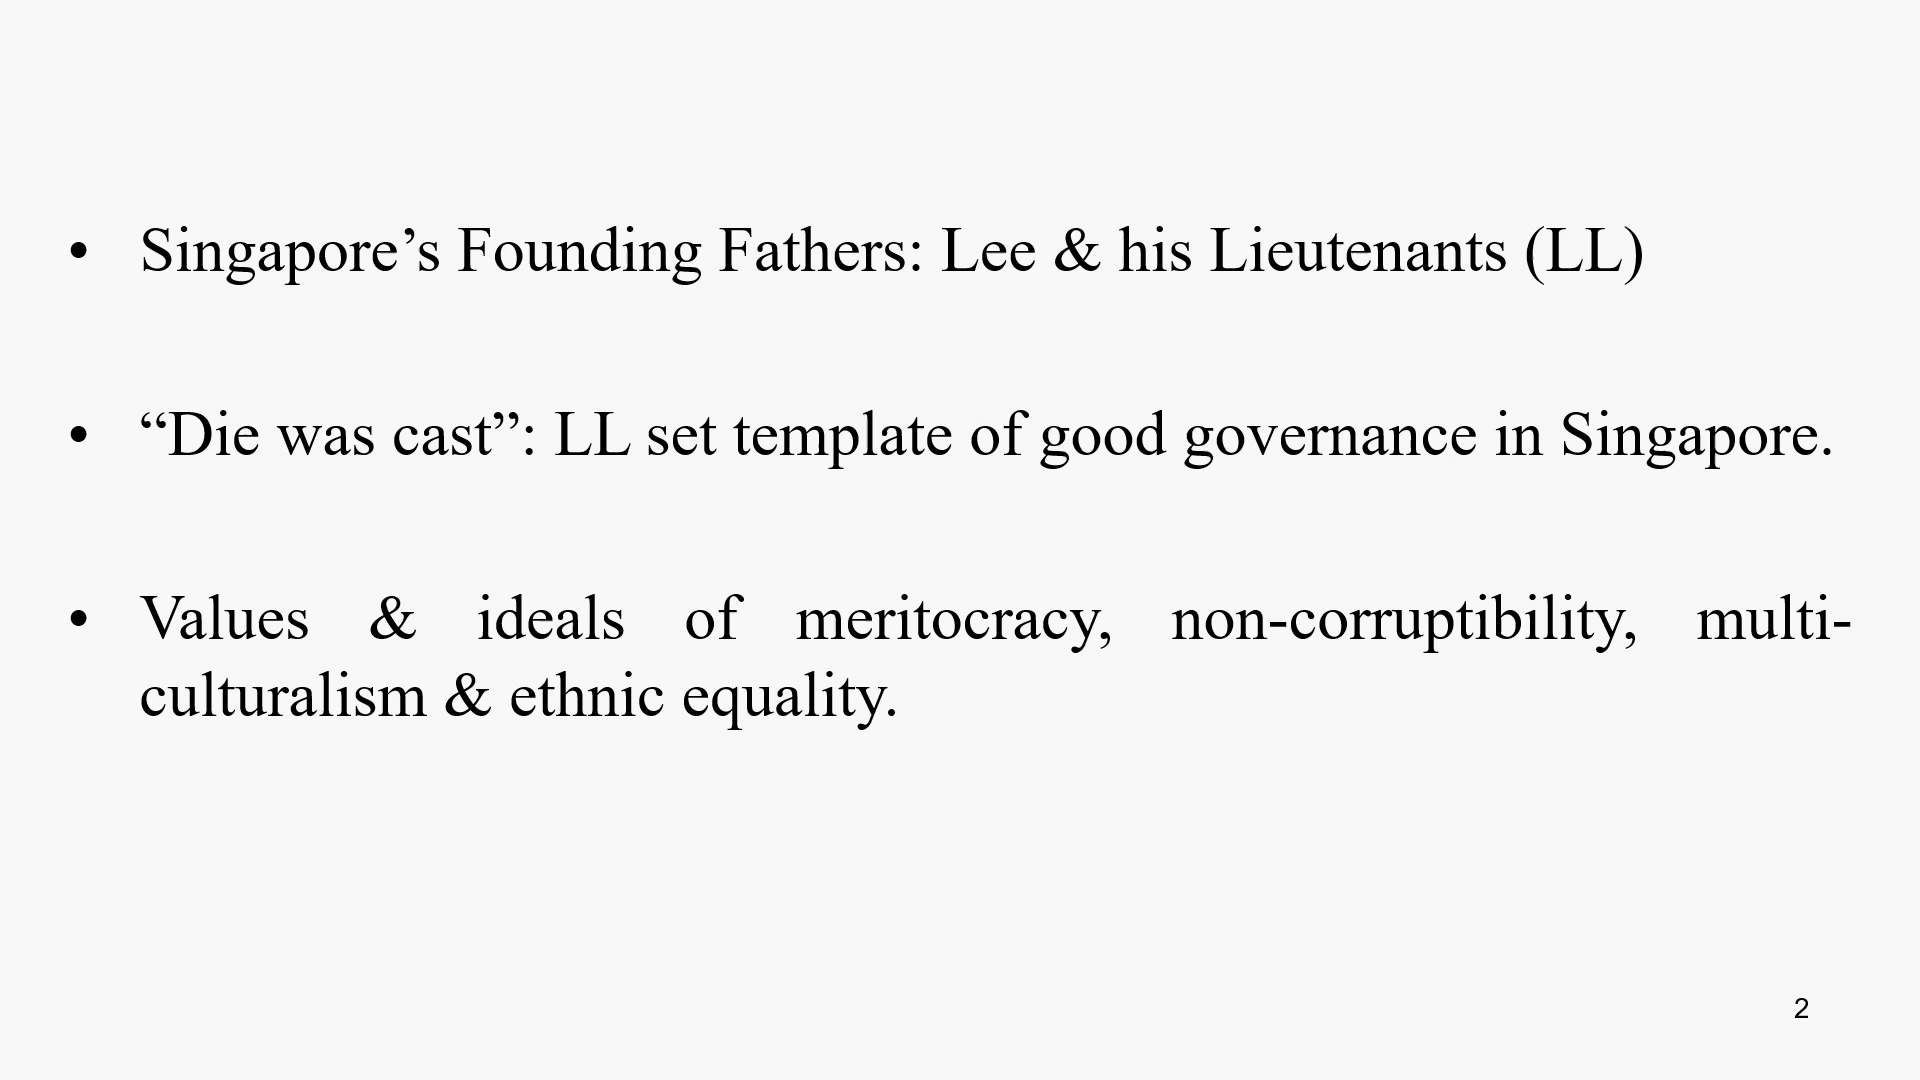 • Singapore’s Founding Fathers: Lee & his Lieutenants (LL)
• “Die was cast”: LL set template of good governance in Singapore.
• Values & ideals of meritocracy, non-corruptibility, multi-
culturalism & ethnic equality.
2